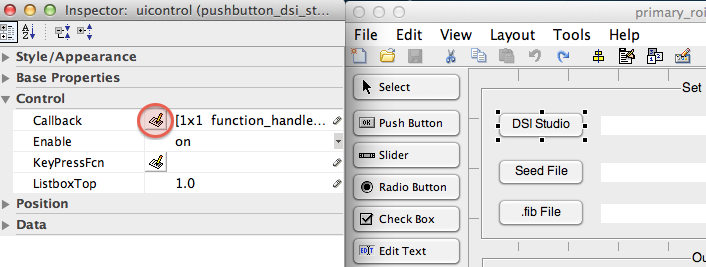 Inspector: uicontrol (pushbutton_dsi_st...
Style/Appearance
Base Properties
Control
Callback [1x1 function_handle...
Enable on
KeyPressFcn
ListboxTop 1.0
Position
Data
primary_roi
File Edit View Layout Tools Help
Select
Push Button
Slider
Radio Button
Check Box
Edit Text
Set
DSI Studio
Seed File
.fib File
Ou